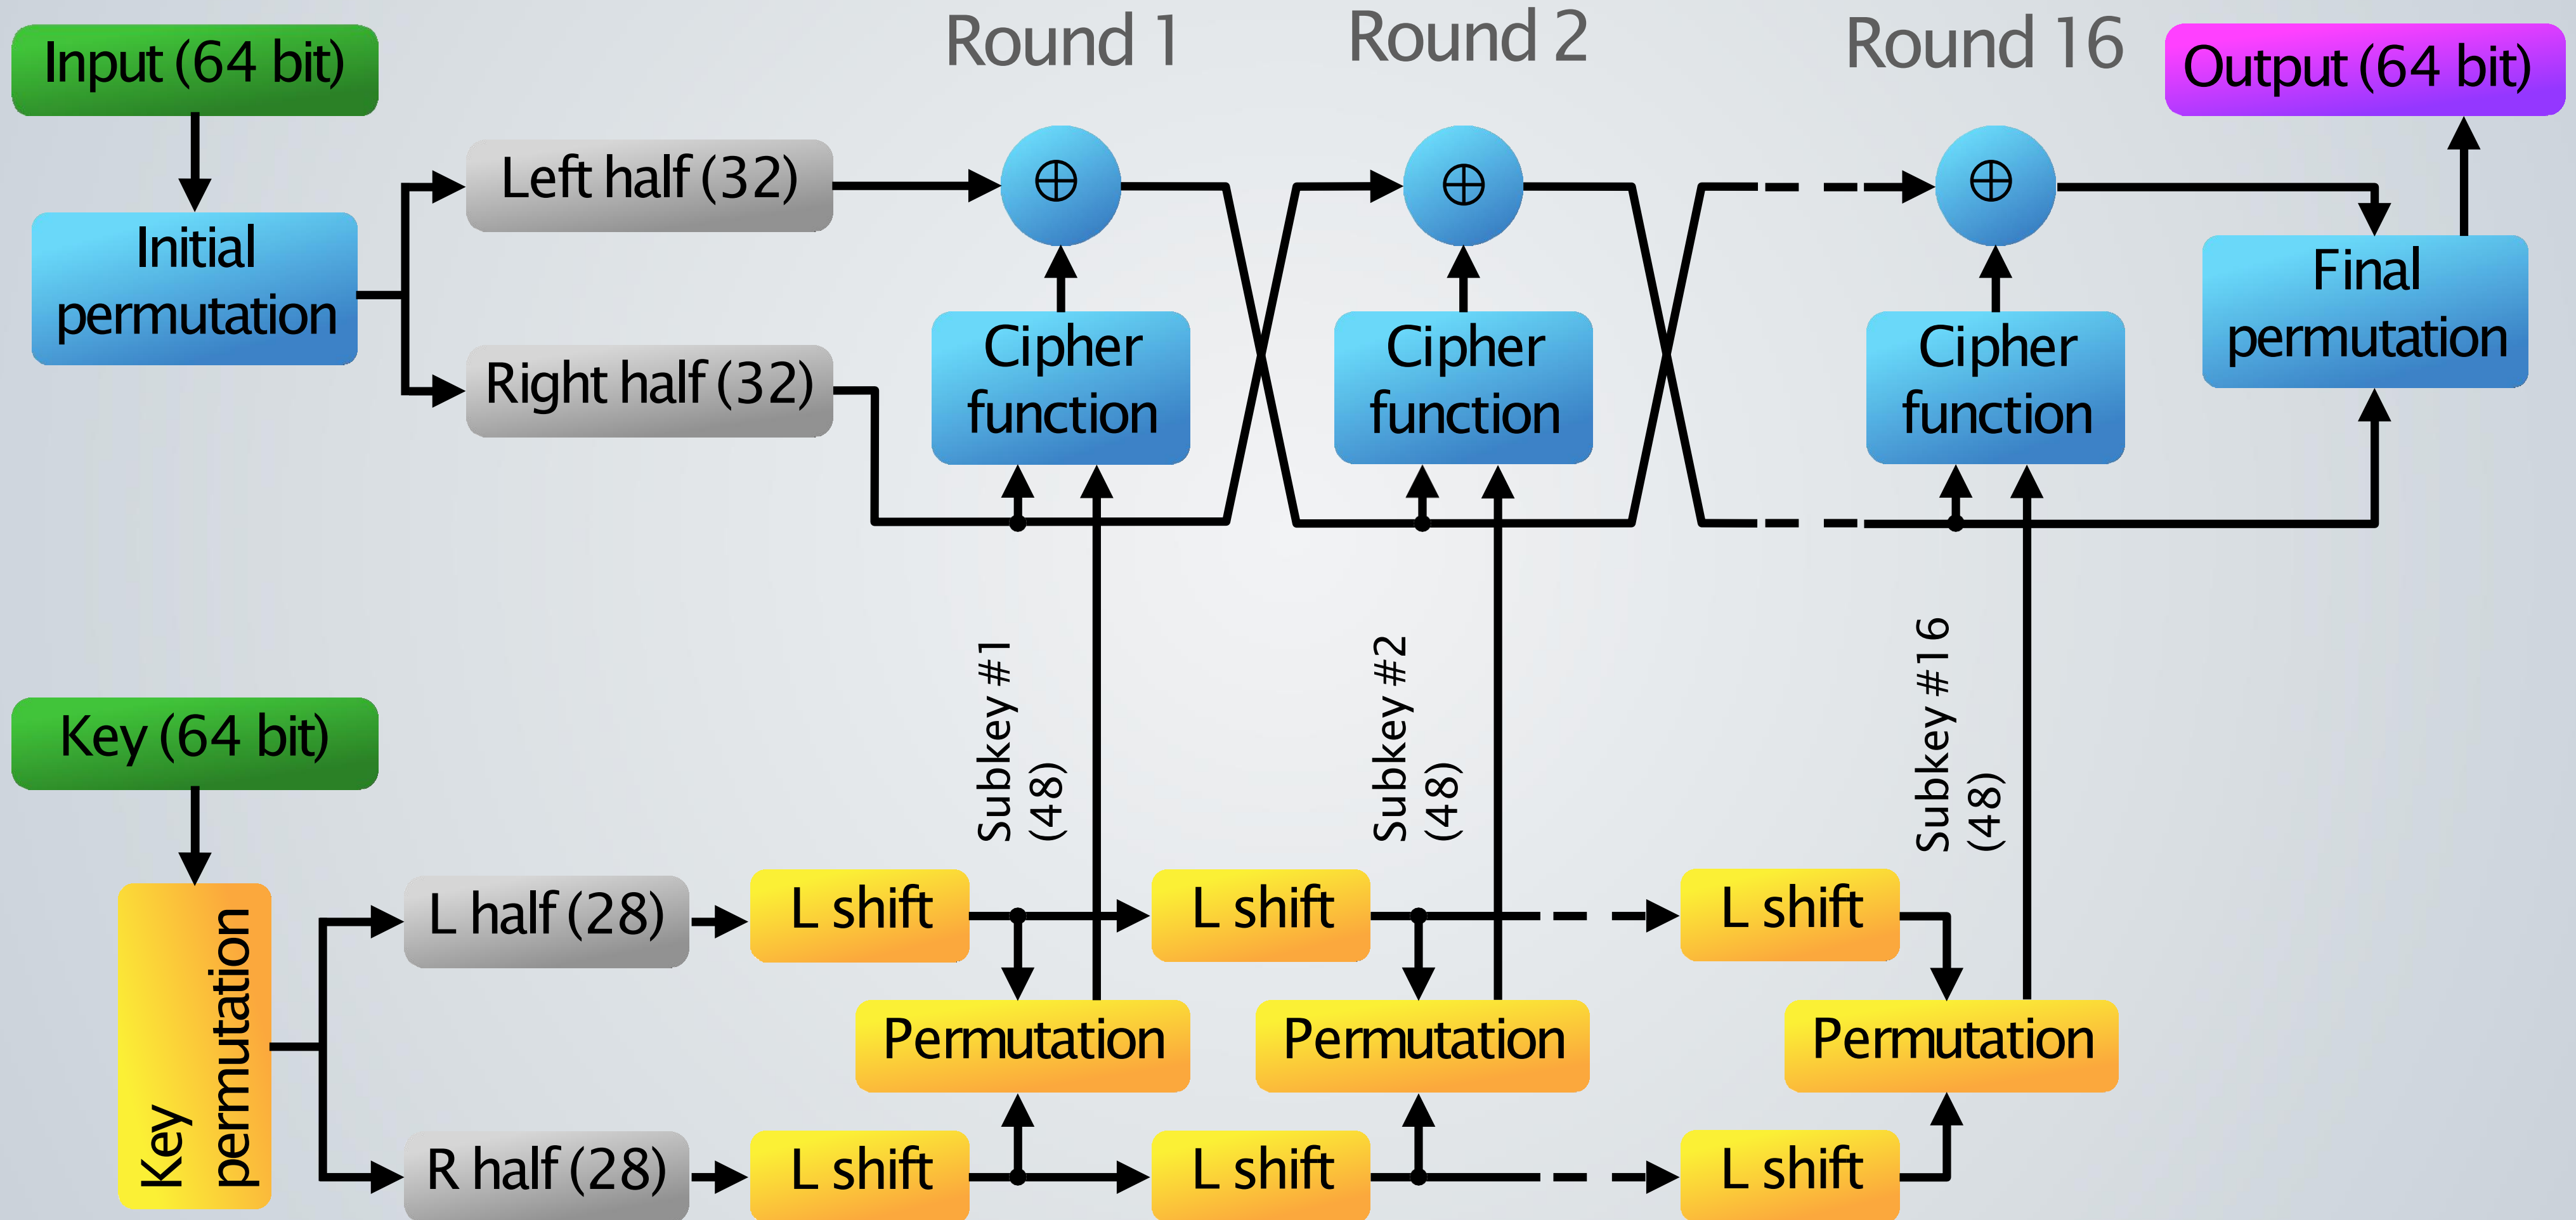 Round 1
Round 2
Round 16
Input (64 bit)
Output (64 bit)
Left half (32)
⊕
⊕
⊕
Initial
permutation
Final
permutation
Right half (32)
Cipher
function
Cipher
function
Cipher
function
Subkey #1
(48)
Subkey #2
(48)
Subkey #16
(48)
Key (64 bit)
Key
permutation
L half (28)
L shift
L shift
L shift
Permutation
Permutation
Permutation
R half (28)
L shift
L shift
L shift